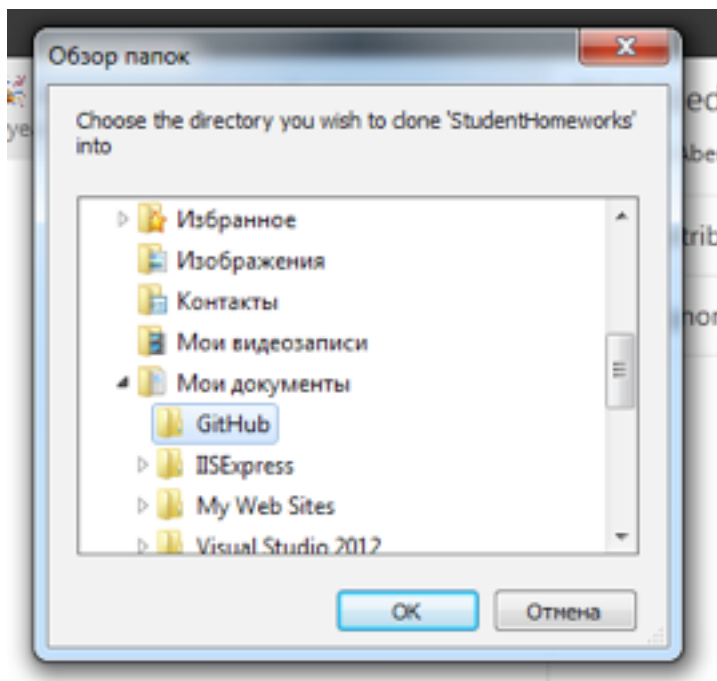 Обзор папок
Choose the directory you wish to clone 'StudentHomeworks'
into
Избранное
Изображения
Контакты
Мои видеозаписи
Мои документы
GitHub
IISExpress
My Web Sites
Visual Studio 2012
OK
Отмена